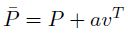 P̄ = P + av^T